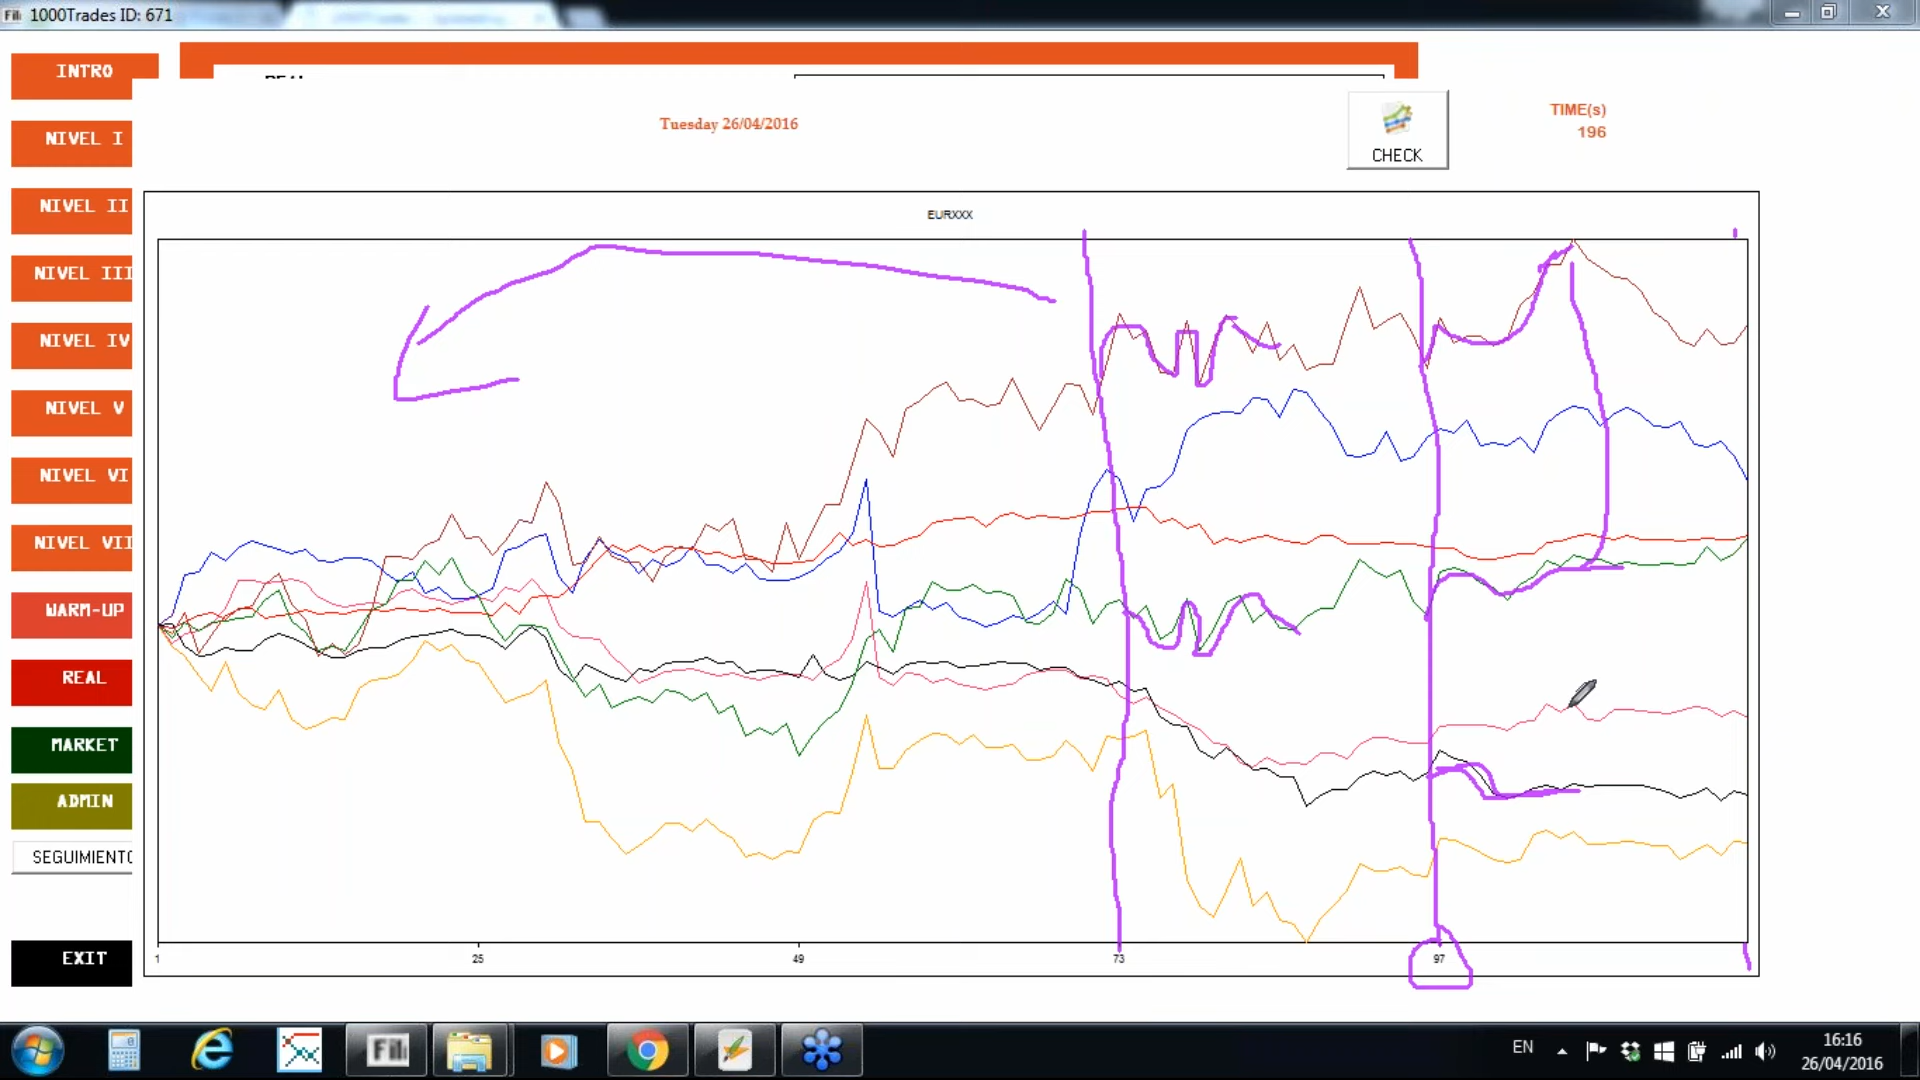 1000Trades ID: 671
INTRO
NIVEL I
NIVEL II
NIVEL III
NIVEL IV
NIVEL V
NIVEL VI
NIVEL VII
WARM-UP
REAL
MARKET
ADMIN
SEGUIMIENTO
EXIT
Tuesday 26/04/2016
CHECK
TIME(s)
196
EURXXX
1 25 49 73 97
EN
16:16
26/04/2016